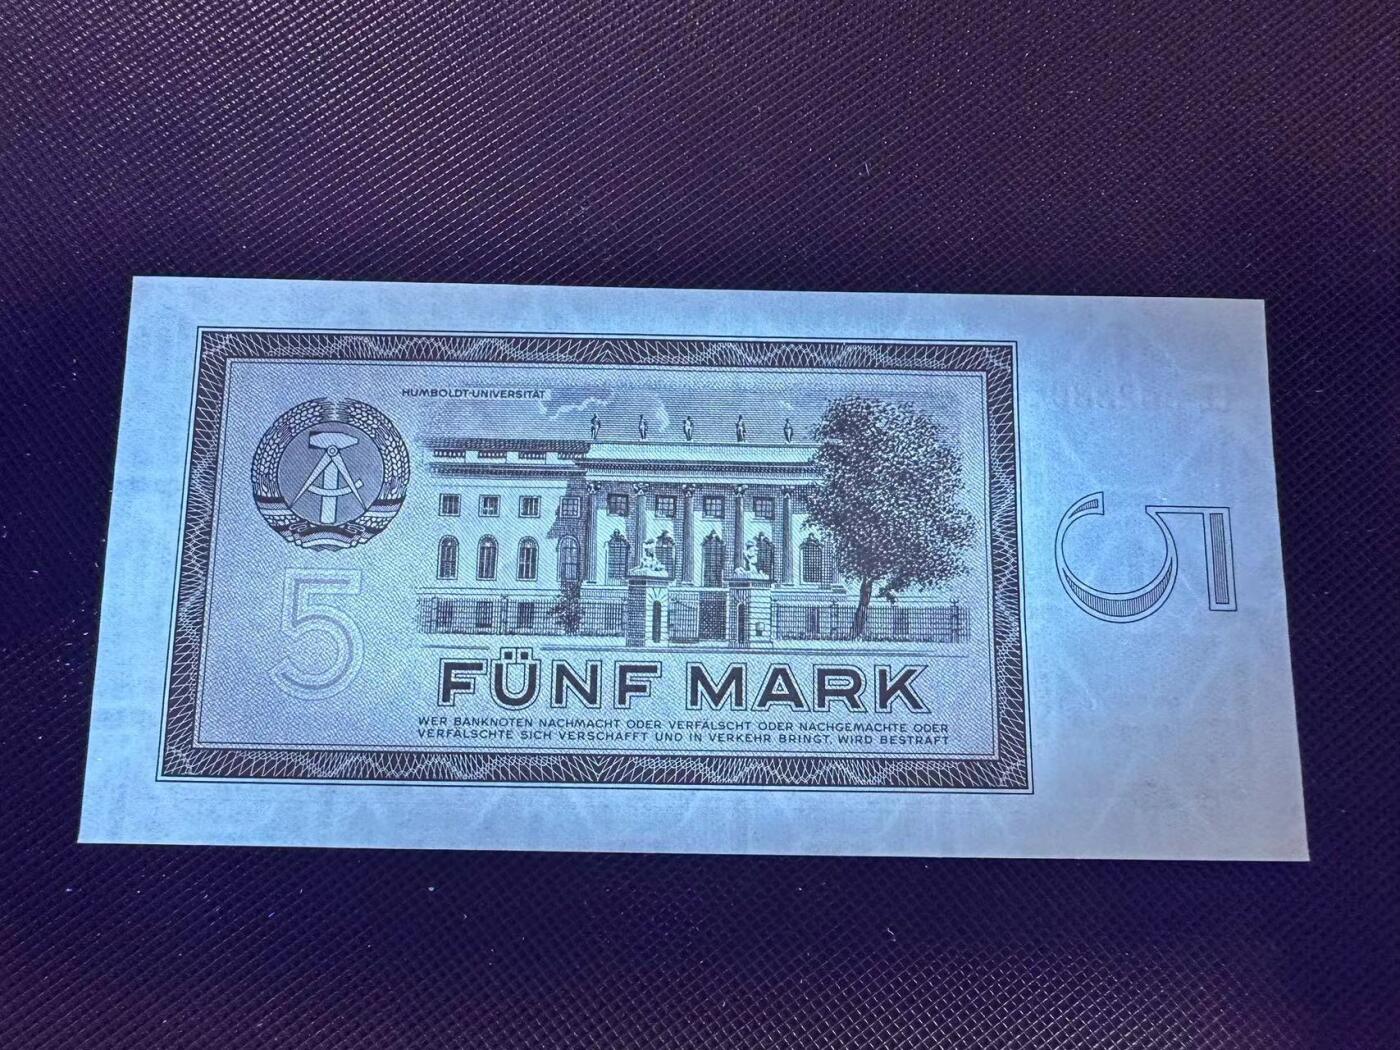 HUMBOLDT-UNIVERSITÄT
5
FÜNF MARK
WER BANKNOTEN NACHMACHT ODER VERFÄLSCHT ODER NACHGEMACHTE ODER
VERFÄLSCHTE SICH VERSCHAFFT UND IN VERKEHR BRINGT, WIRD BESTRAFT
5